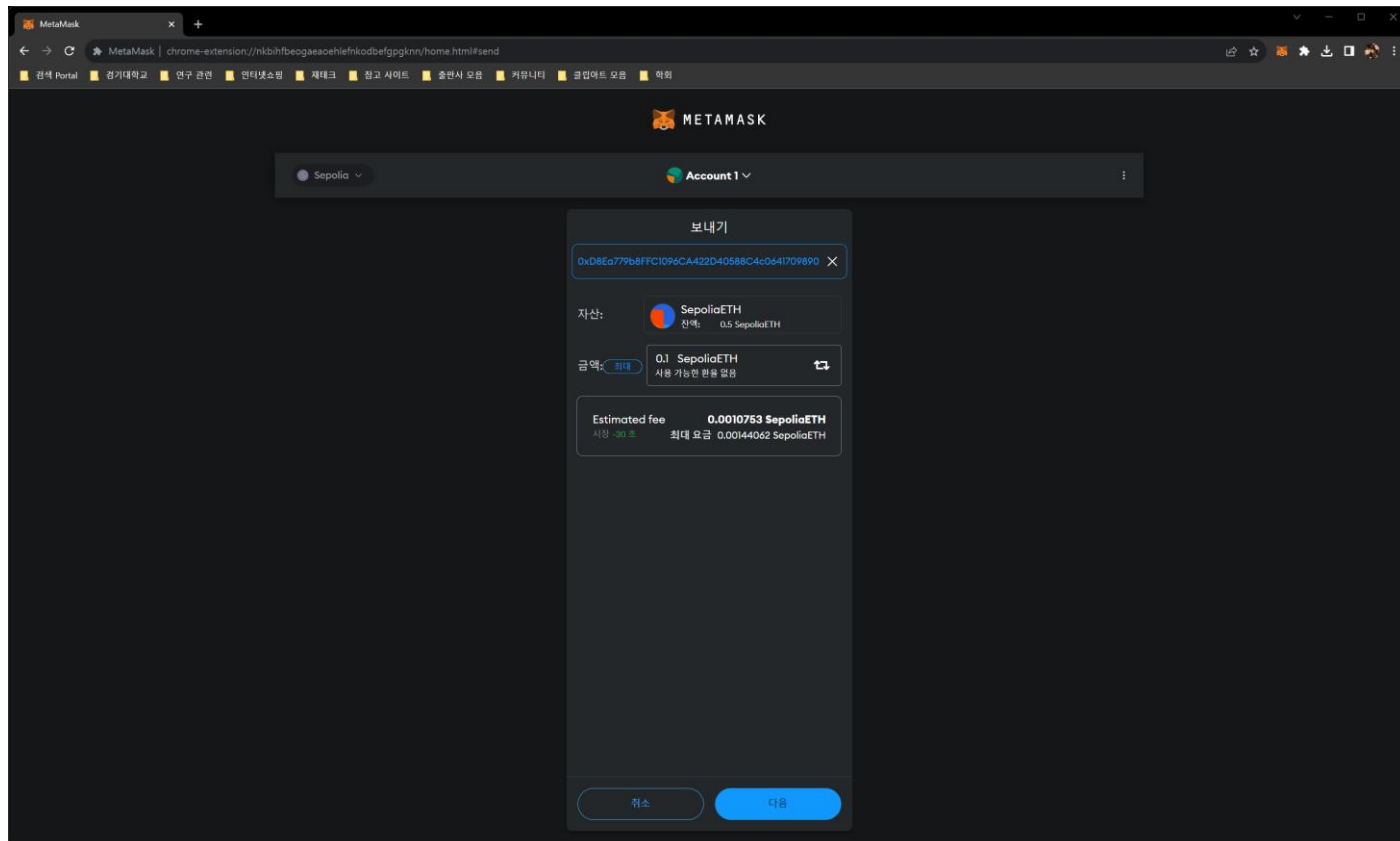 MetaMask
MetaMask | chrome-extension://nkbihfbeogaeaoehlefnkodbefgpgknn/home.html#send
검색 Portal 경기대학교 연구 관련 인터넷쇼핑 재테크 참고 사이트 출판사 모음 커뮤니티 클립아트 모음 학회
METAMASK
Sepolia
Account 1
보내기
0xD8Ea779b8FFC1096CA422D40588C4c0641709890
자산:
SepoliaETH
잔액: 0.5 SepoliaETH
금액: 최대
0.1 SepoliaETH
사용 가능한 환율 없음
Estimated fee 0.0010753 SepoliaETH
시장 ~30 초 최대 요금 0.00144062 SepoliaETH
취소 다음